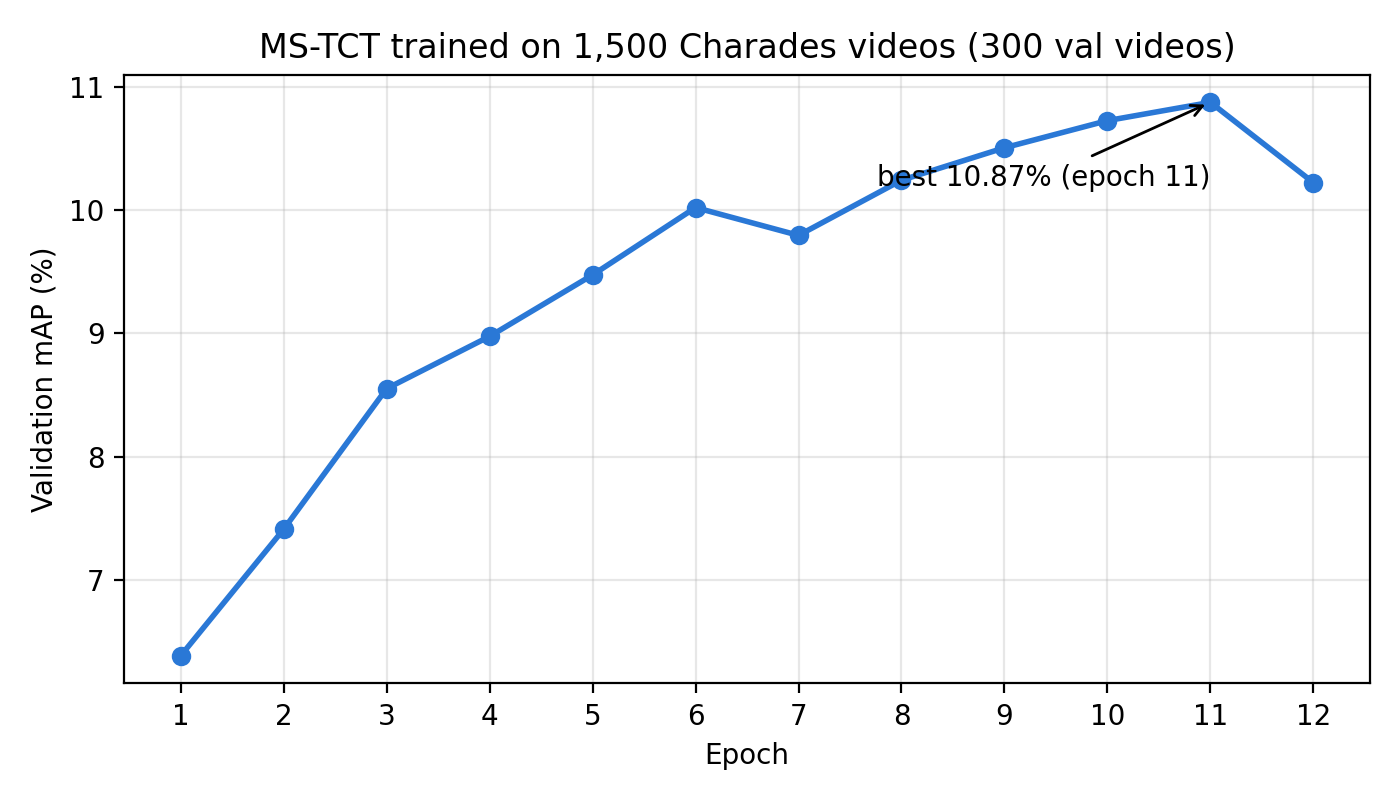 MS-TCT trained on 1,500 Charades videos (300 val videos)
11
10
9
8
7
Validation mAP (%)
best 10.87% (epoch 11)
1 2 3 4 5 6 7 8 9 10 11 12
Epoch